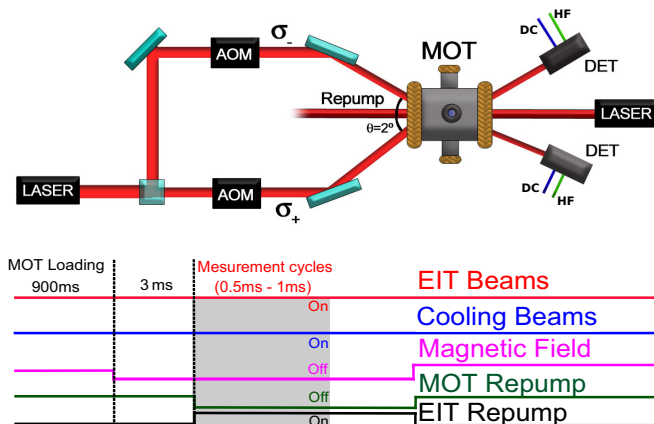 σ-
AOM
MOT
DC
HF
DET
Repump
θ=2º
LASER
LASER
AOM
σ+
DET
DC
HF
MOT Loading
900ms
3 ms
Mesurement cycles
(0.5ms - 1ms)
EIT Beams
On
Cooling Beams
On
Magnetic Field
Off
MOT Repump
Off
EIT Repump
On